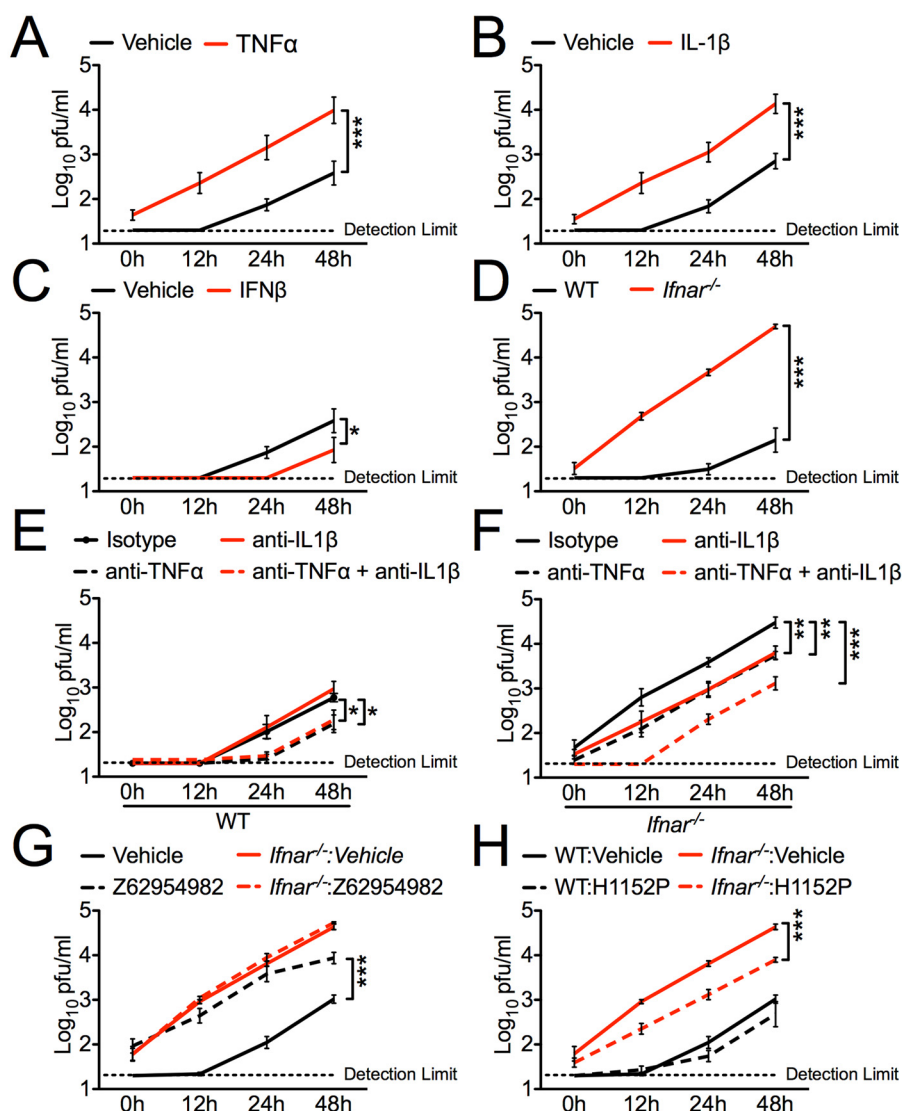 A
Vehicle TNFα
Log10 pfu/ml
5
4
3
2
1
***
Detection Limit
0h 12h 24h 48h
B
Vehicle IL-1β
Log10 pfu/ml
5
4
3
2
1
***
Detection Limit
0h 12h 24h 48h
C
Vehicle IFNβ
Log10 pfu/ml
5
4
3
2
1
*
Detection Limit
0h 12h 24h 48h
D
WT Ifnar-/-
Log10 pfu/ml
5
4
3
2
1
***
Detection Limit
0h 12h 24h 48h
E
Isotype anti-IL1β
anti-TNFα anti-TNFα + anti-IL1β
Log10 pfu/ml
5
4
3
2
1
* *
Detection Limit
0h 12h 24h 48h
WT
F
Isotype anti-IL1β
anti-TNFα anti-TNFα + anti-IL1β
Log10 pfu/ml
5
4
3
2
1
** ** ***
Detection Limit
0h 12h 24h 48h
Ifnar-/-
G
Vehicle Ifnar-/-:Vehicle
Z62954982 Ifnar-/-:Z62954982
Log10 pfu/ml
5
4
3
2
1
***
Detection Limit
0h 12h 24h 48h
H
WT:Vehicle Ifnar-/-:Vehicle
WT:H1152P Ifnar-/-:H1152P
Log10 pfu/ml
5
4
3
2
1
***
Detection Limit
0h 12h 24h 48h